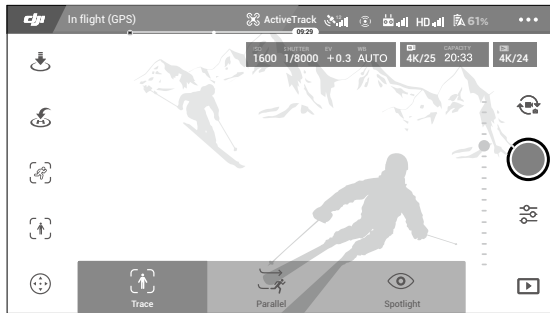 dji In flight (GPS) ActiveTrack HD 61%
09:29
ISO SHUTTER EV WB CAPACITY
1600 1/8000 +0.3 AUTO 4K/25 20:33 4K/24
Trace Parallel Spotlight